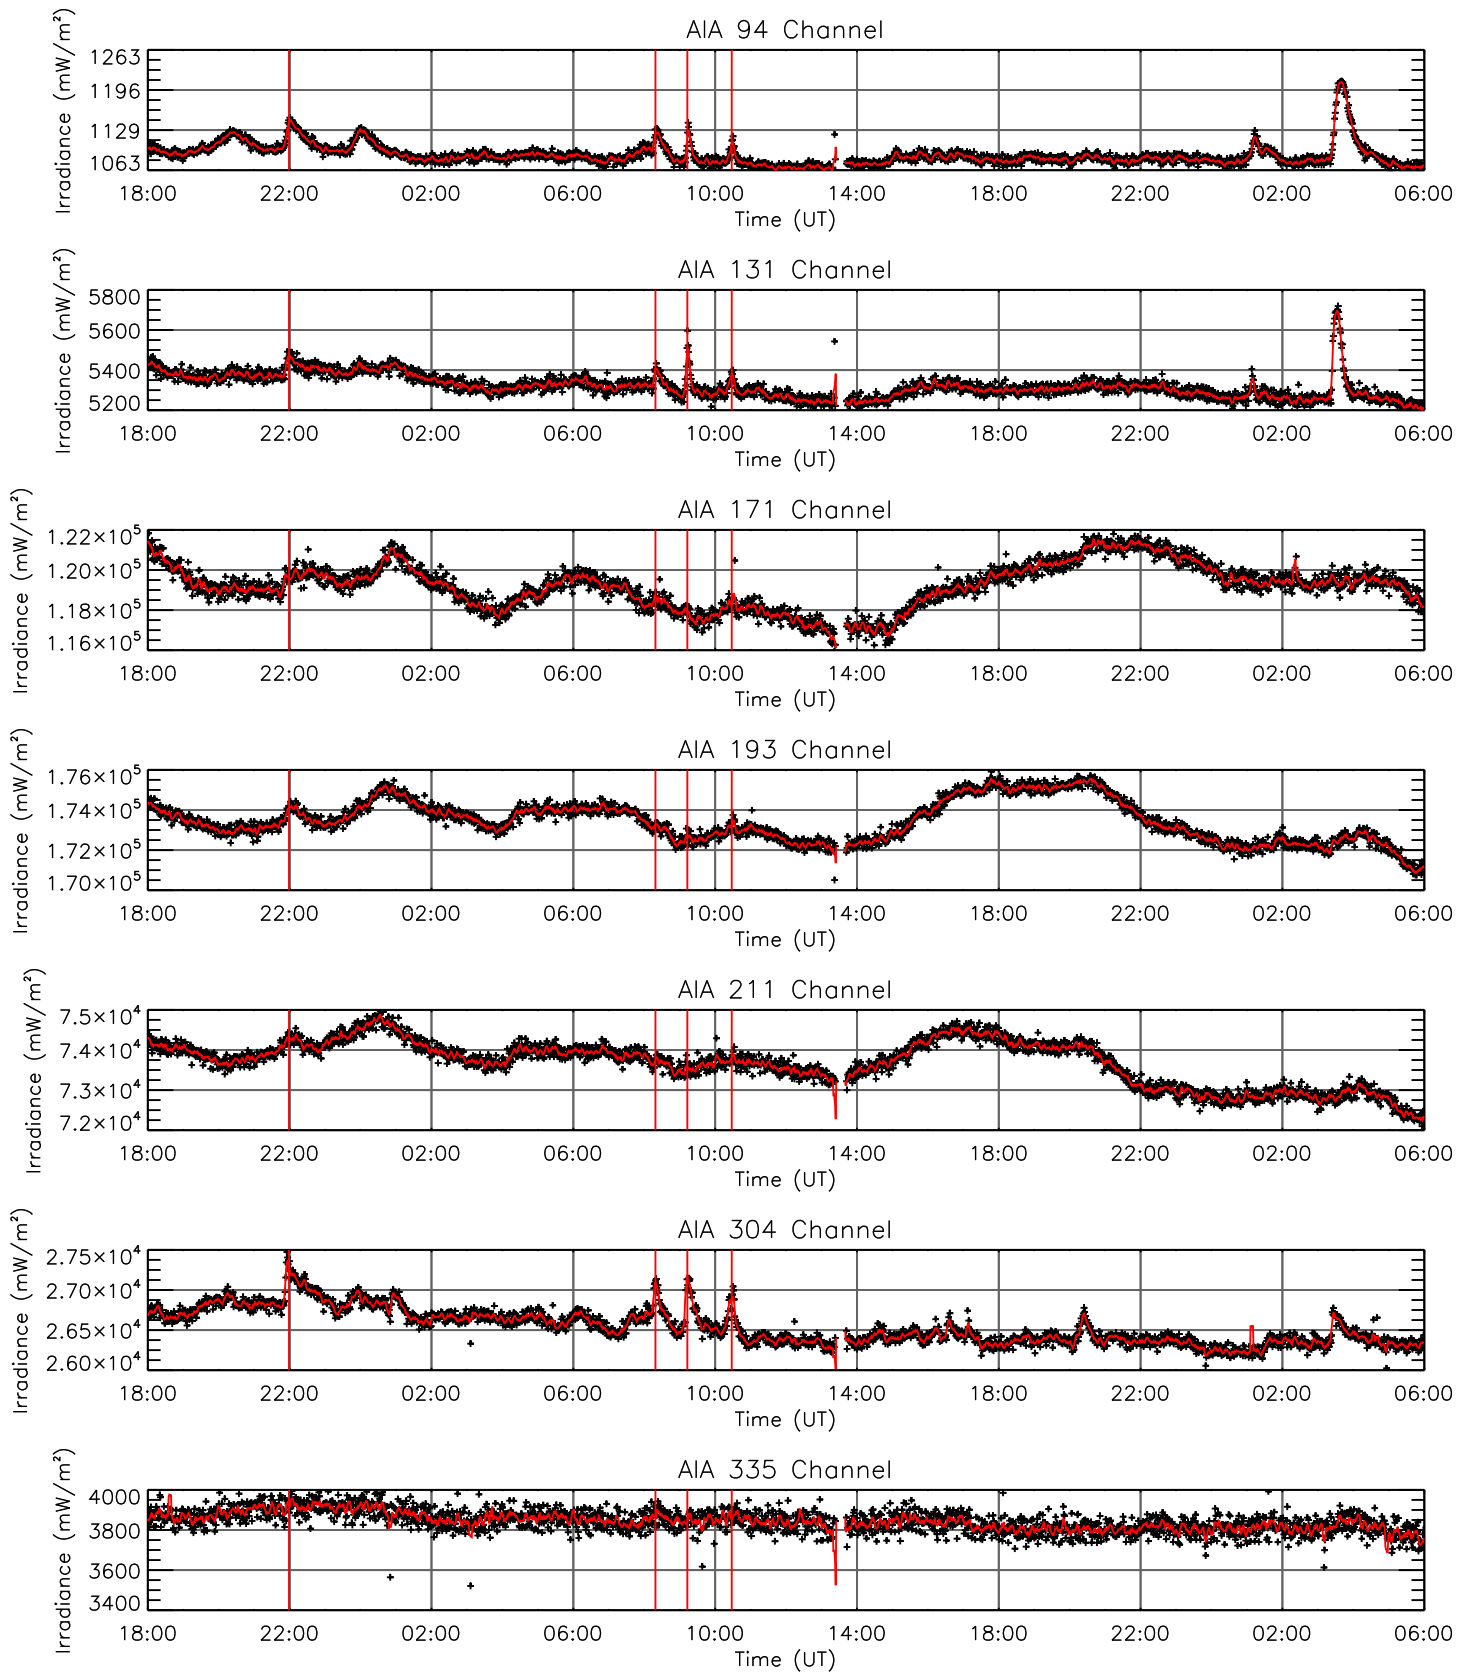 AIA 94 Channel
Irradiance (mW/m²)
1263
1196
1129
1063
18:00 22:00 02:00 06:00 10:00 14:00 18:00 22:00 02:00 06:00
Time (UT)
AIA 131 Channel
Irradiance (mW/m²)
5800
5600
5400
5200
18:00 22:00 02:00 06:00 10:00 14:00 18:00 22:00 02:00 06:00
Time (UT)
AIA 171 Channel
Irradiance (mW/m²)
1.22×10⁵
1.20×10⁵
1.18×10⁵
1.16×10⁵
18:00 22:00 02:00 06:00 10:00 14:00 18:00 22:00 02:00 06:00
Time (UT)
AIA 193 Channel
Irradiance (mW/m²)
1.76×10⁵
1.74×10⁵
1.72×10⁵
1.70×10⁵
18:00 22:00 02:00 06:00 10:00 14:00 18:00 22:00 02:00 06:00
Time (UT)
AIA 211 Channel
Irradiance (mW/m²)
7.5×10⁴
7.4×10⁴
7.3×10⁴
7.2×10⁴
18:00 22:00 02:00 06:00 10:00 14:00 18:00 22:00 02:00 06:00
Time (UT)
AIA 304 Channel
Irradiance (mW/m²)
2.75×10⁴
2.70×10⁴
2.65×10⁴
2.60×10⁴
18:00 22:00 02:00 06:00 10:00 14:00 18:00 22:00 02:00 06:00
Time (UT)
AIA 335 Channel
Irradiance (mW/m²)
4000
3800
3600
3400
18:00 22:00 02:00 06:00 10:00 14:00 18:00 22:00 02:00 06:00
Time (UT)